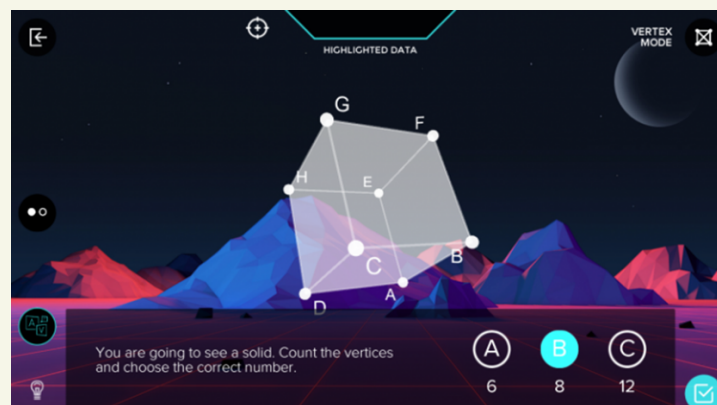 VERTEX
MODE
HIGHLIGHTED DATA
G
F
H
E
C
B
D
A
You are going to see a solid. Count the vertices
and choose the correct number.
A B C
6 8 12